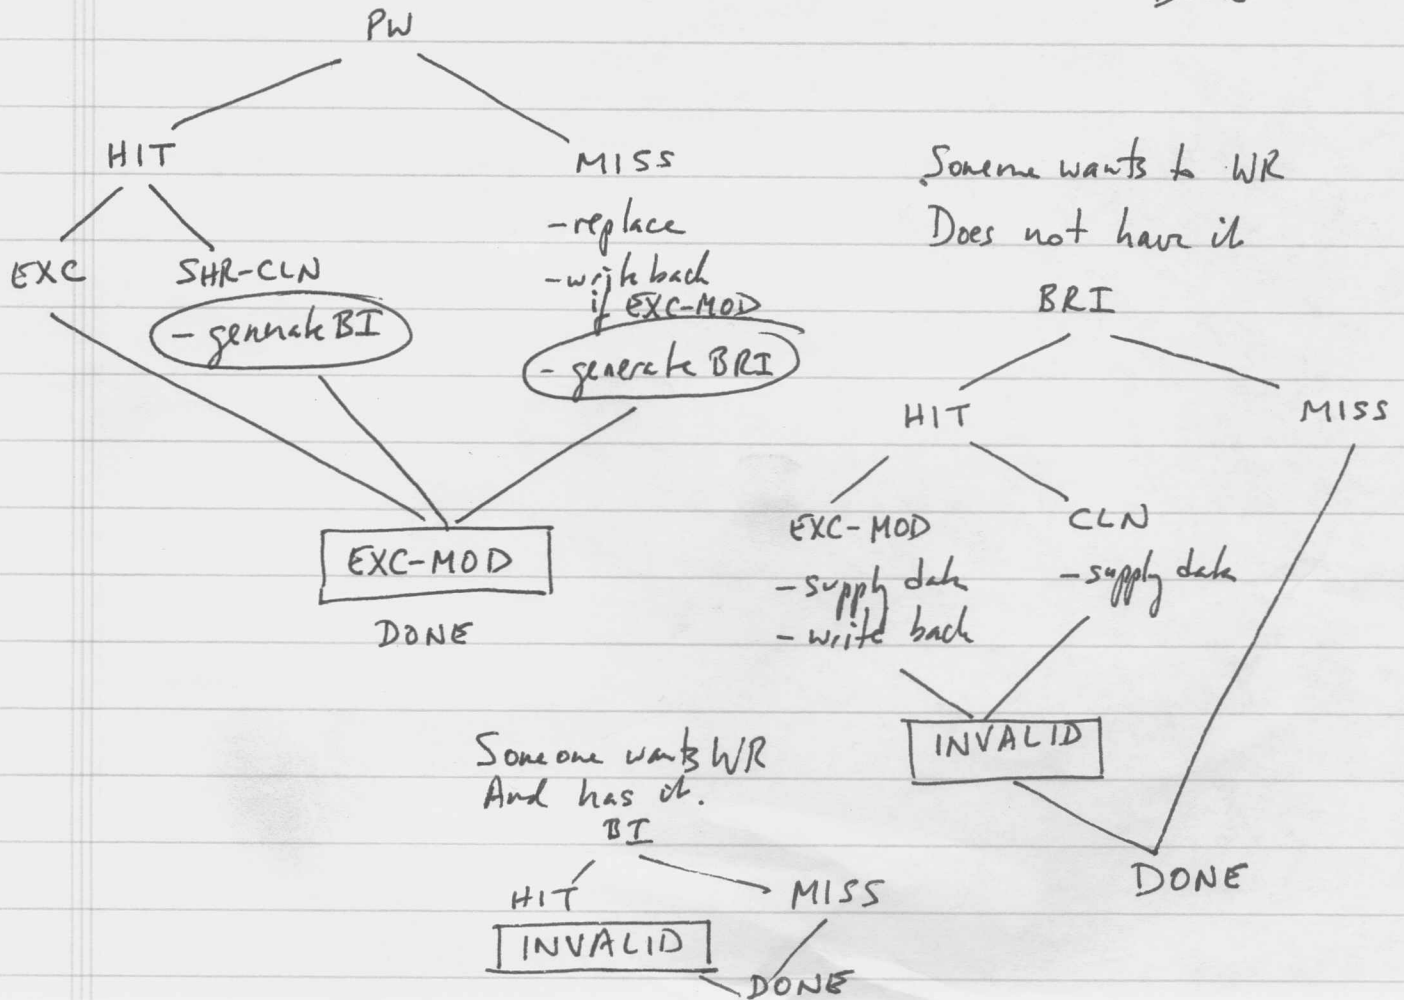 PW
HIT
MISS
EXC
SHR-CLN
- generate BI
- replace
- write back
if EXC-MOD
- generate BRI
EXC-MOD
DONE
Someone wants to WR
Does not have it
BRI
HIT
MISS
EXC-MOD
- supply data
- write back
CLN
- supply data
INVALID
DONE
Someone wants WR
And has it.
BI
HIT
MISS
INVALID
DONE